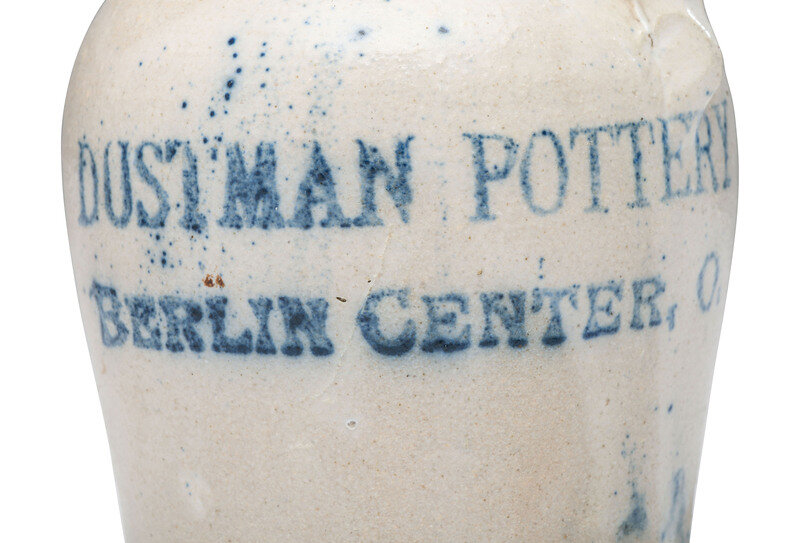 DUSTMAN POTTERY
BERLIN CENTER, O.